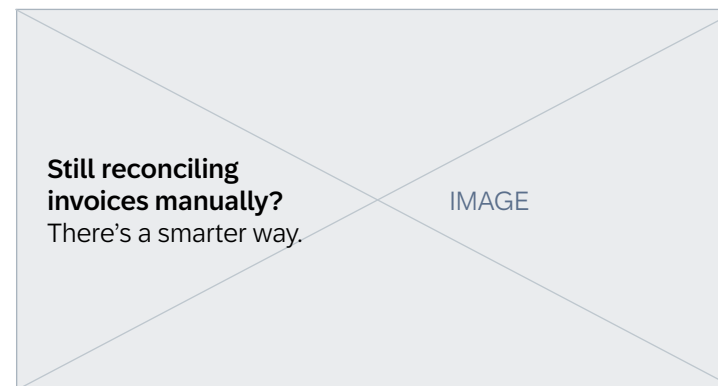 Still reconciling
invoices manually?
There’s a smarter way.
IMAGE